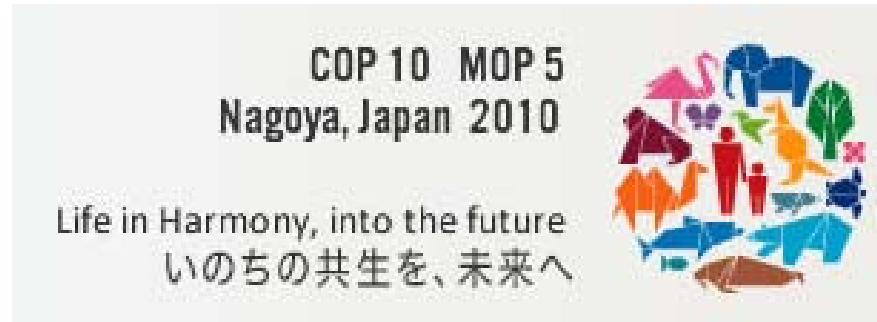 COP 10 MOP 5
Nagoya, Japan 2010
Life in Harmony, into the future
いのちの共生を、未来へ